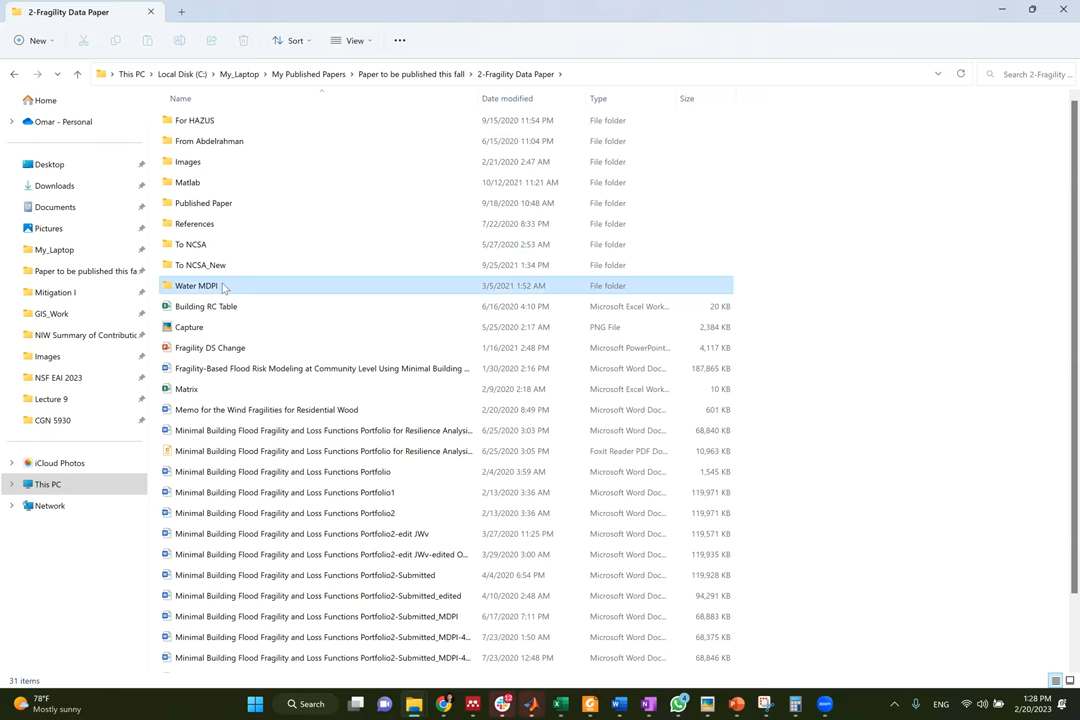 2-Fragility Data Paper
New
Sort
View
This PC > Local Disk (C:) > My_Laptop > My Published Papers > Paper to be published this fall > 2-Fragility Data Paper >
Search 2-Fragility ...
Name Date modified Type Size
Home
Omar - Personal
Desktop
Downloads
Documents
Pictures
My_Laptop
Paper to be published this fa
Mitigation I
GIS_Work
NIW Summary of Contributic
Images
NSF EAI 2023
Lecture 9
CGN 5930
iCloud Photos
This PC
Network
For HAZUS 9/15/2020 11:54 PM File folder
From Abdelrahman 6/15/2020 11:04 PM File folder
Images 2/21/2020 2:47 AM File folder
Matlab 10/12/2021 11:21 AM File folder
Published Paper 9/18/2020 10:48 AM File folder
References 7/22/2020 8:33 PM File folder
To NCSA 5/27/2020 2:53 AM File folder
To NCSA_New 9/25/2021 1:34 PM File folder
Water MDPI 3/5/2021 1:52 AM File folder
Building RC Table 6/16/2020 4:10 PM Microsoft Excel Work... 20 KB
Capture 5/25/2020 2:17 AM PNG File 2,384 KB
Fragility DS Change 1/16/2021 2:48 PM Microsoft PowerPoint... 4,117 KB
Fragility-Based Flood Risk Modeling at Community Level Using Minimal Building ... 1/30/2020 2:16 PM Microsoft Word Doc... 187,865 KB
Matrix 2/9/2020 2:18 AM Microsoft Excel Work... 10 KB
Memo for the Wind Fragilities for Residential Wood 2/20/2020 8:49 PM Microsoft Word Doc... 601 KB
Minimal Building Flood Fragility and Loss Functions Portfolio for Resilience Analysi... 6/25/2020 3:03 PM Microsoft Word Doc... 68,840 KB
Minimal Building Flood Fragility and Loss Functions Portfolio for Resilience Analysi... 6/25/2020 3:05 PM Foxit Reader PDF Do... 10,963 KB
Minimal Building Flood Fragility and Loss Functions Portfolio 2/4/2020 3:59 AM Microsoft Word Doc... 1,545 KB
Minimal Building Flood Fragility and Loss Functions Portfolio1 2/13/2020 3:36 AM Microsoft Word Doc... 119,971 KB
Minimal Building Flood Fragility and Loss Functions Portfolio2 2/13/2020 3:36 AM Microsoft Word Doc... 119,971 KB
Minimal Building Flood Fragility and Loss Functions Portfolio2-edit JWv 3/27/2020 11:25 PM Microsoft Word Doc... 119,571 KB
Minimal Building Flood Fragility and Loss Functions Portfolio2-edit JWv-edited O... 3/29/2020 3:00 AM Microsoft Word Doc... 119,935 KB
Minimal Building Flood Fragility and Loss Functions Portfolio2-Submitted 4/4/2020 6:54 PM Microsoft Word Doc... 119,928 KB
Minimal Building Flood Fragility and Loss Functions Portfolio2-Submitted_edited 4/10/2020 2:48 AM Microsoft Word Doc... 94,291 KB
Minimal Building Flood Fragility and Loss Functions Portfolio2-Submitted_MDPI 6/17/2020 7:11 PM Microsoft Word Doc... 68,883 KB
Minimal Building Flood Fragility and Loss Functions Portfolio2-Submitted_MDPI-4... 7/23/2020 1:50 AM Microsoft Word Doc... 68,375 KB
Minimal Building Flood Fragility and Loss Functions Portfolio2-Submitted_MDPI-4... 7/23/2020 12:48 PM Microsoft Word Doc... 68,846 KB
31 items
78°F
Mostly sunny
Search
12
4
ENG
1:28 PM
2/20/2023